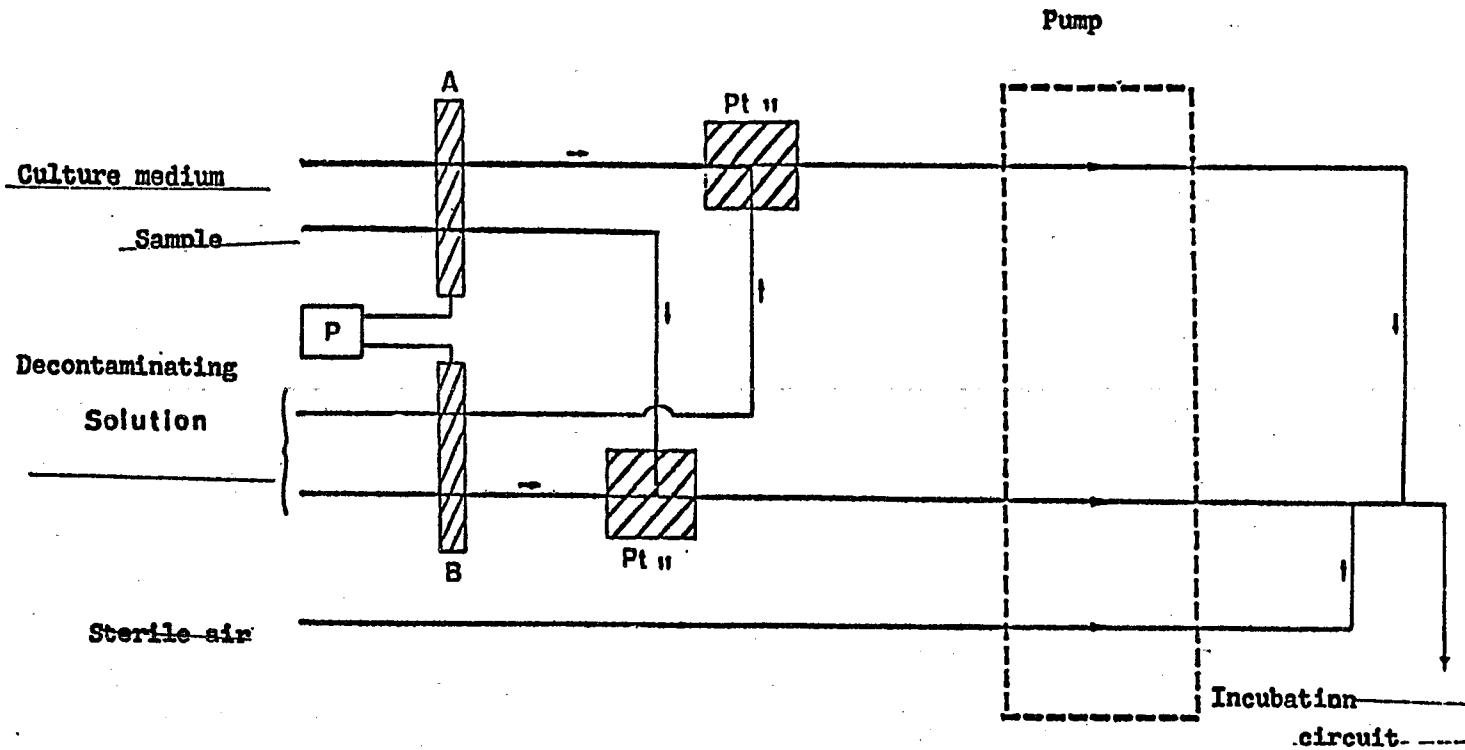 Pump
A
Pt 11
Culture medium
Sample
P
Decontaminating
Solution
B
Pt 11
Sterile air
Incubation
circuit